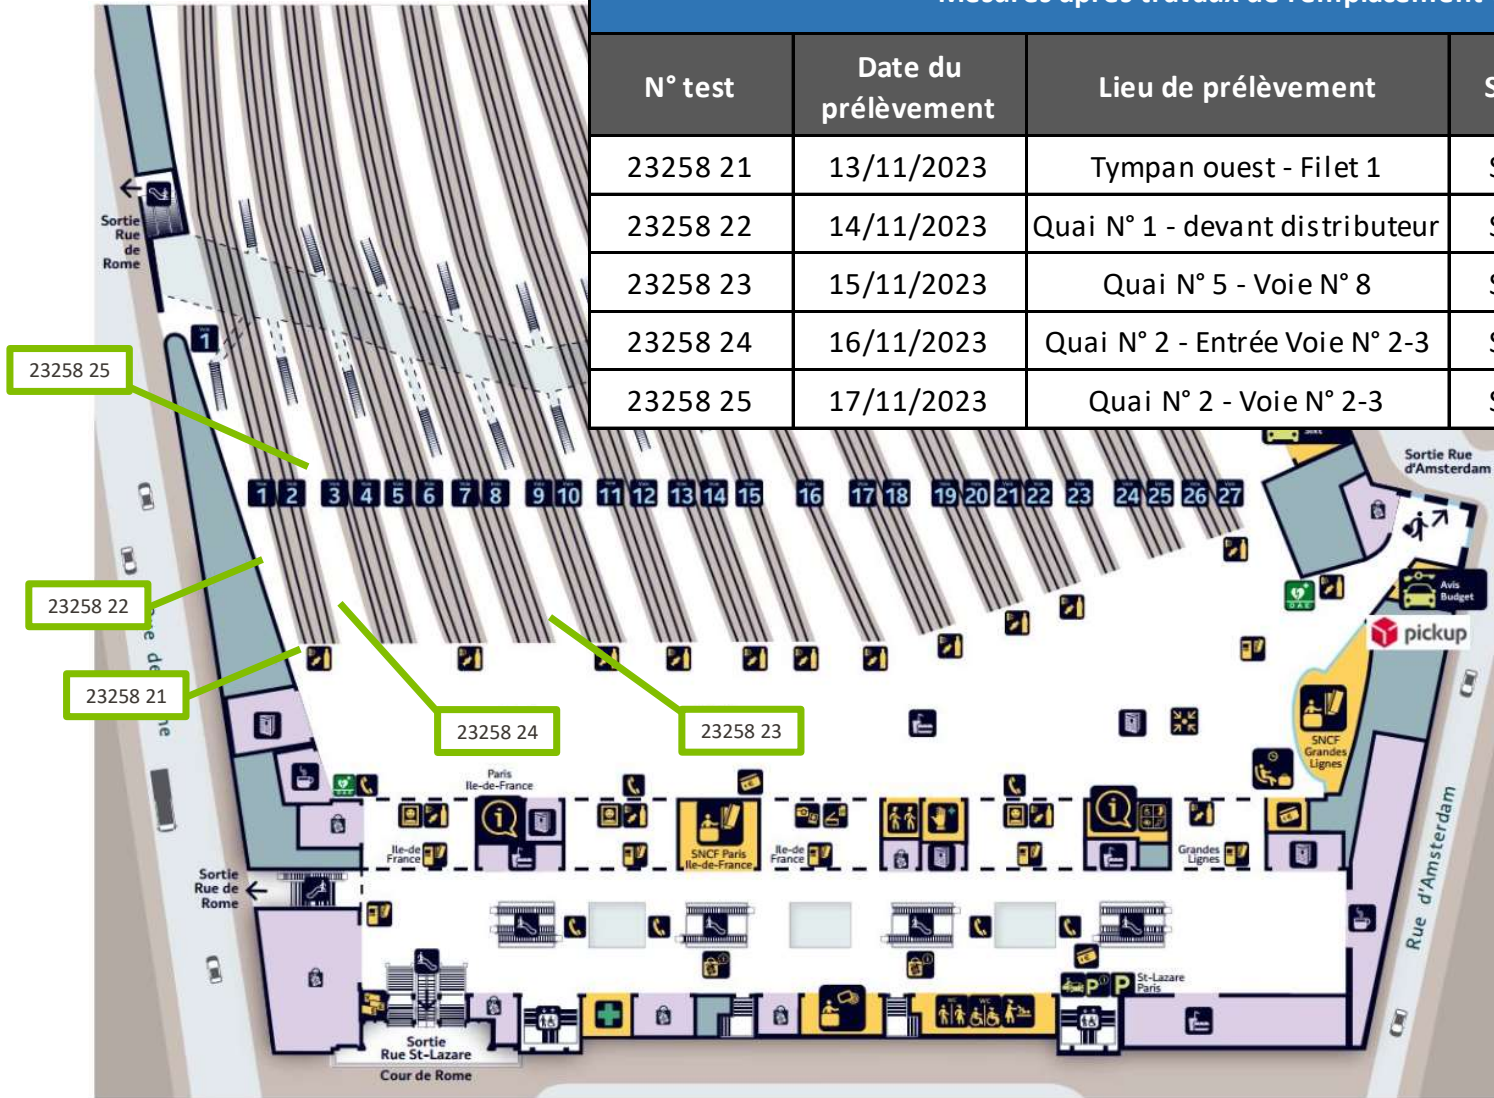 N° test
Date du
prélèvement
Lieu de prélèvement
23258 21
13/11/2023
Tympan ouest - Filet 1
23258 22
14/11/2023
Quai N° 1 - devant distributeur
23258 23
15/11/2023
Quai N° 5 - Voie N° 8
23258 24
16/11/2023
Quai N° 2 - Entrée Voie N° 2-3
23258 25
17/11/2023
Quai N° 2 - Voie N° 2-3
Sortie
Rue
de
Rome
Voie
1
23258 25
Sortie Rue
d'Amsterdam
1 2 3 4 5 6 7 8 9 10 11 12 13 14 15 16 17 18 19 20 21 22 23 24 25 26 27
23258 22
Avis
Budget
DAE
pickup
23258 21
23258 24
23258 23
SNCF
Grandes
Lignes
Paris
Ile-de-France
DAE
Ile-de
France
SNCF Paris
Ile-de-France
Ile-de
France
Grandes
Lignes
Rue d'Amsterdam
Sortie
Rue de
Rome
St-Lazare
Paris
P
P
WC
WC
Sortie
Rue St-Lazare
Cour de Rome